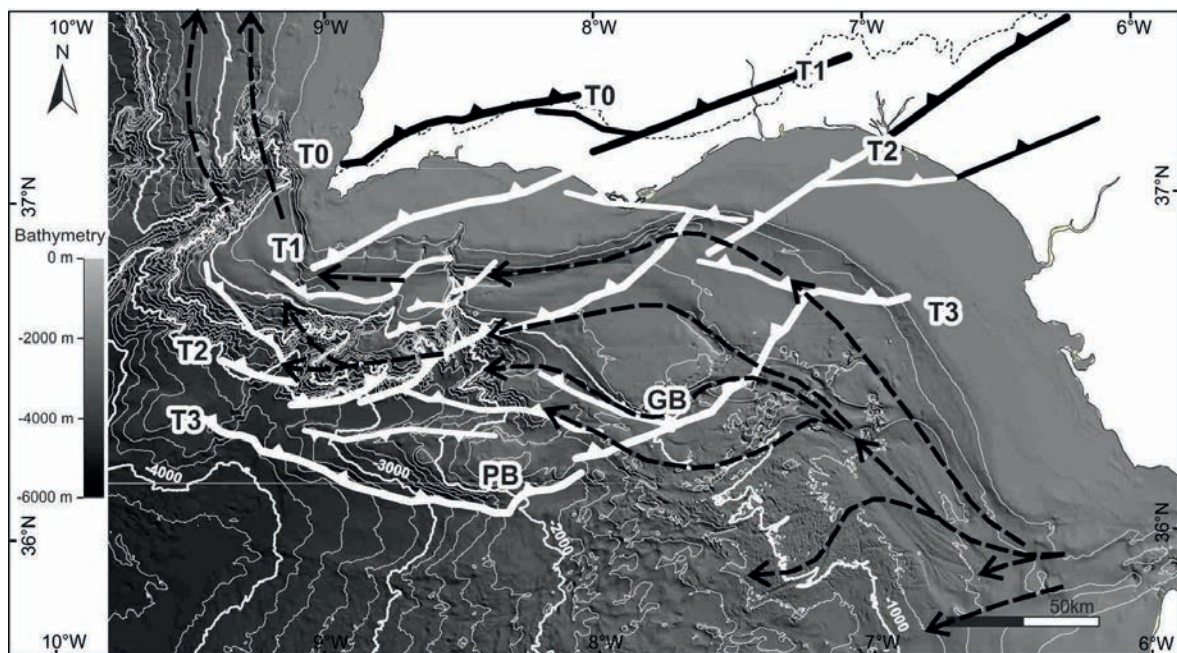 10°W 9°W 8°W 7°W 6°W
N
T1
T0
T0
T2
37°N 37°N
Bathymetry
T1
0 m
T3
-2000 m
T2
GB
-4000 m
T3
-4000 -3000 PB
-6000 m
-2000
36°N 36°N
-1000
50km
10°W 9°W 8°W 7°W 6°W